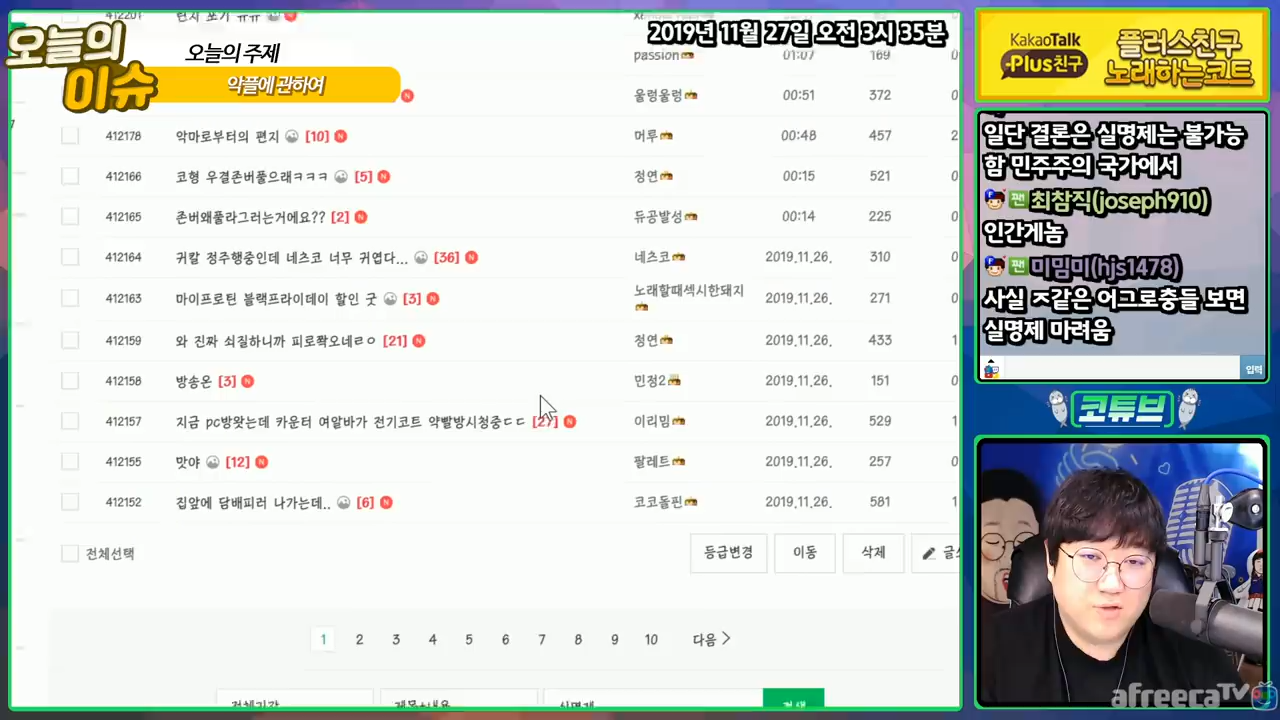 오늘의
이슈
오늘의 주제
악플에 관하여
2019년 11월 27일 오전 3시 35분
412201 편지 쓰기 ㅠㅠ N
passion 01:07 169
N 울렁울렁 00:51 372
412178 악마로부터의 편지 [10] N 머루 00:48 457
412166 코형 우결존버풀으래ㅋㅋㅋ [5] N 정연 00:15 521
412165 존버왜풀라그러는거에요?? [2] N 듀공발성 00:14 225
412164 귀칼 정주행중인데 네츠코 너무 귀엽다... [36] N 네츠코 2019.11.26. 310
412163 마이프로틴 블랙프라이데이 할인 굿 [3] N 노래할때섹시한돼지 2019.11.26. 271
412159 와 진짜 쇠질하니까 피로쫙오네ㄹㅇ [21] N 정연 2019.11.26. 433
412158 방송온 [3] N 민정2 2019.11.26. 151
412157 지금 pc방왓는데 카운터 여알바가 전기코트 약빨방시청중ㄷㄷ [27] N 이리밈 2019.11.26. 529
412155 맛야 [12] N 팔레트 2019.11.26. 257
412152 집앞에 담배피러 나가는데.. [6] N 코코돌핀 2019.11.26. 581
전체선택
등급변경 이동 삭제
1 2 3 4 5 6 7 8 9 10 다음
KakaoTalk
Plus친구
플러스친구
노래하는코트
일단 결론은 실명제는 불가능
함 민주주의 국가에서
팬 최참직(joseph910)
인간게놈
팬 미밈미(hjs1478)
사실 ㅈ같은 어그로충들 보면
실명제 마려움
입력
코튜브
afreecaTV